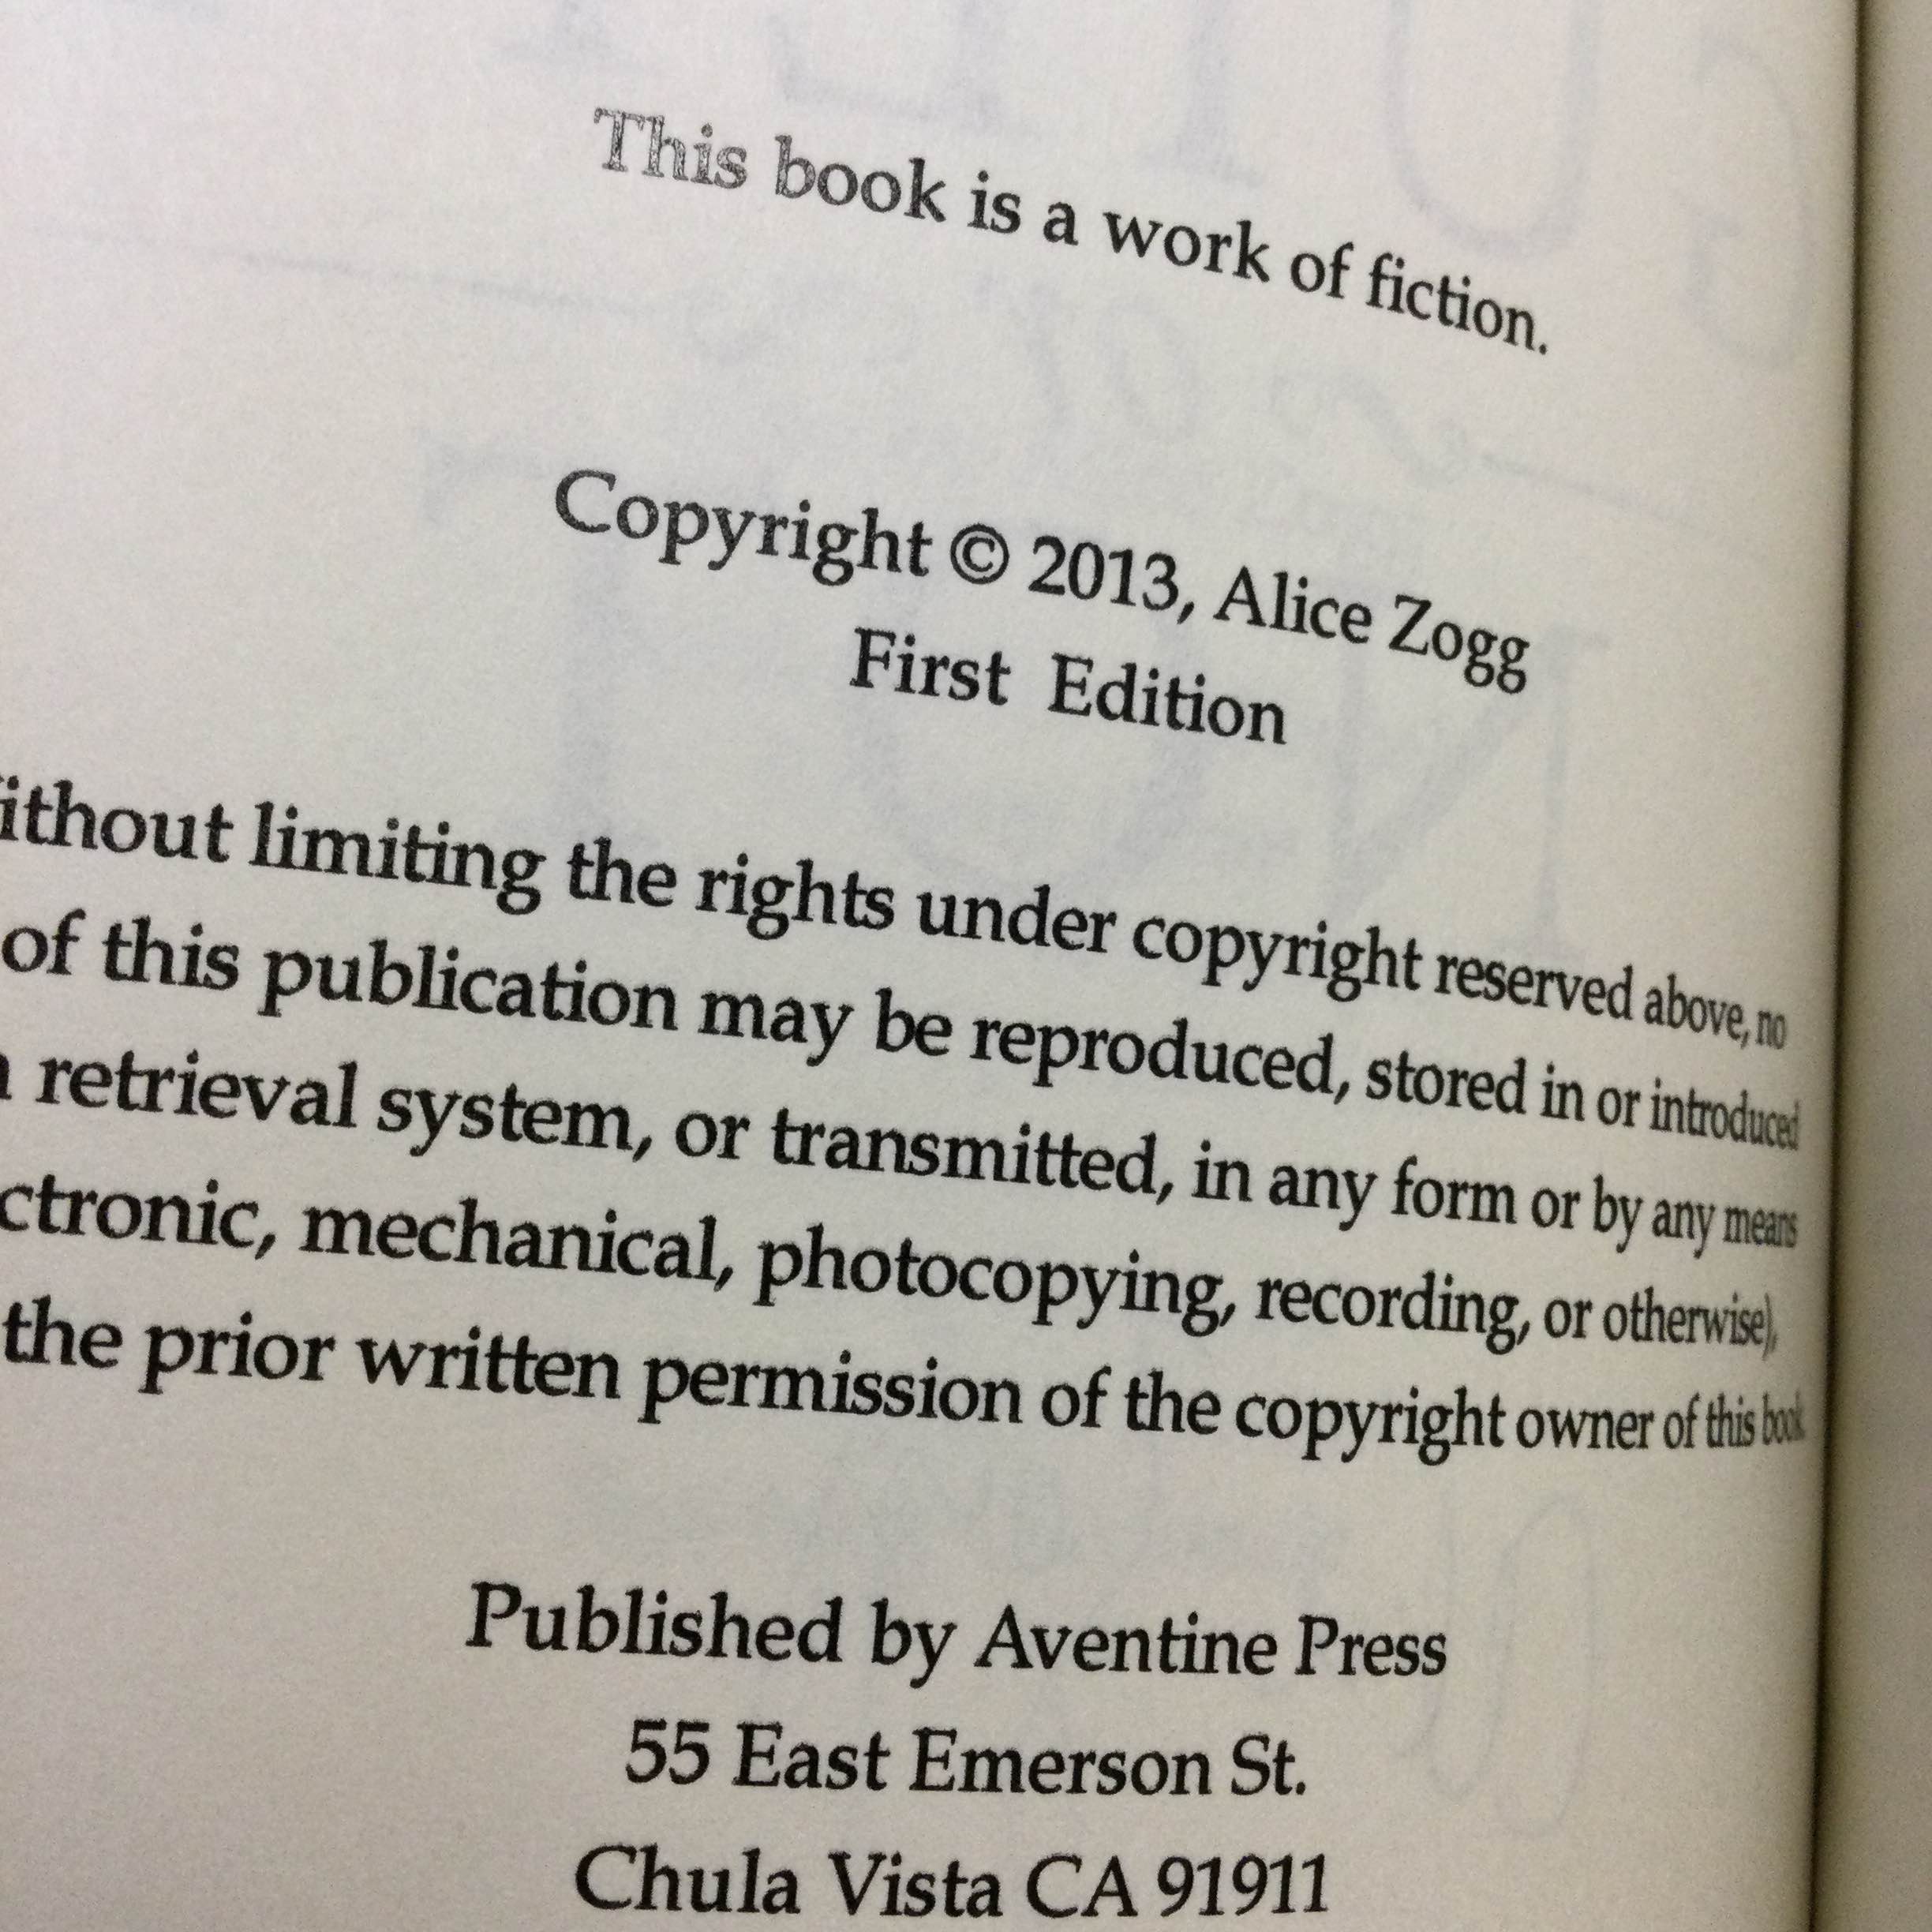 This book is a work of fiction.
Copyright © 2013, Alice Zogg
First Edition
ithout limiting the rights under copyright reserved above, no
of this publication may be reproduced, stored in or introduced
retrieval system, or transmitted, in any form or by any means
ctronic, mechanical, photocopying, recording, or otherwise),
the prior written permission of the copyright owner of this book
Published by Aventine Press
55 East Emerson St.
Chula Vista CA 91911